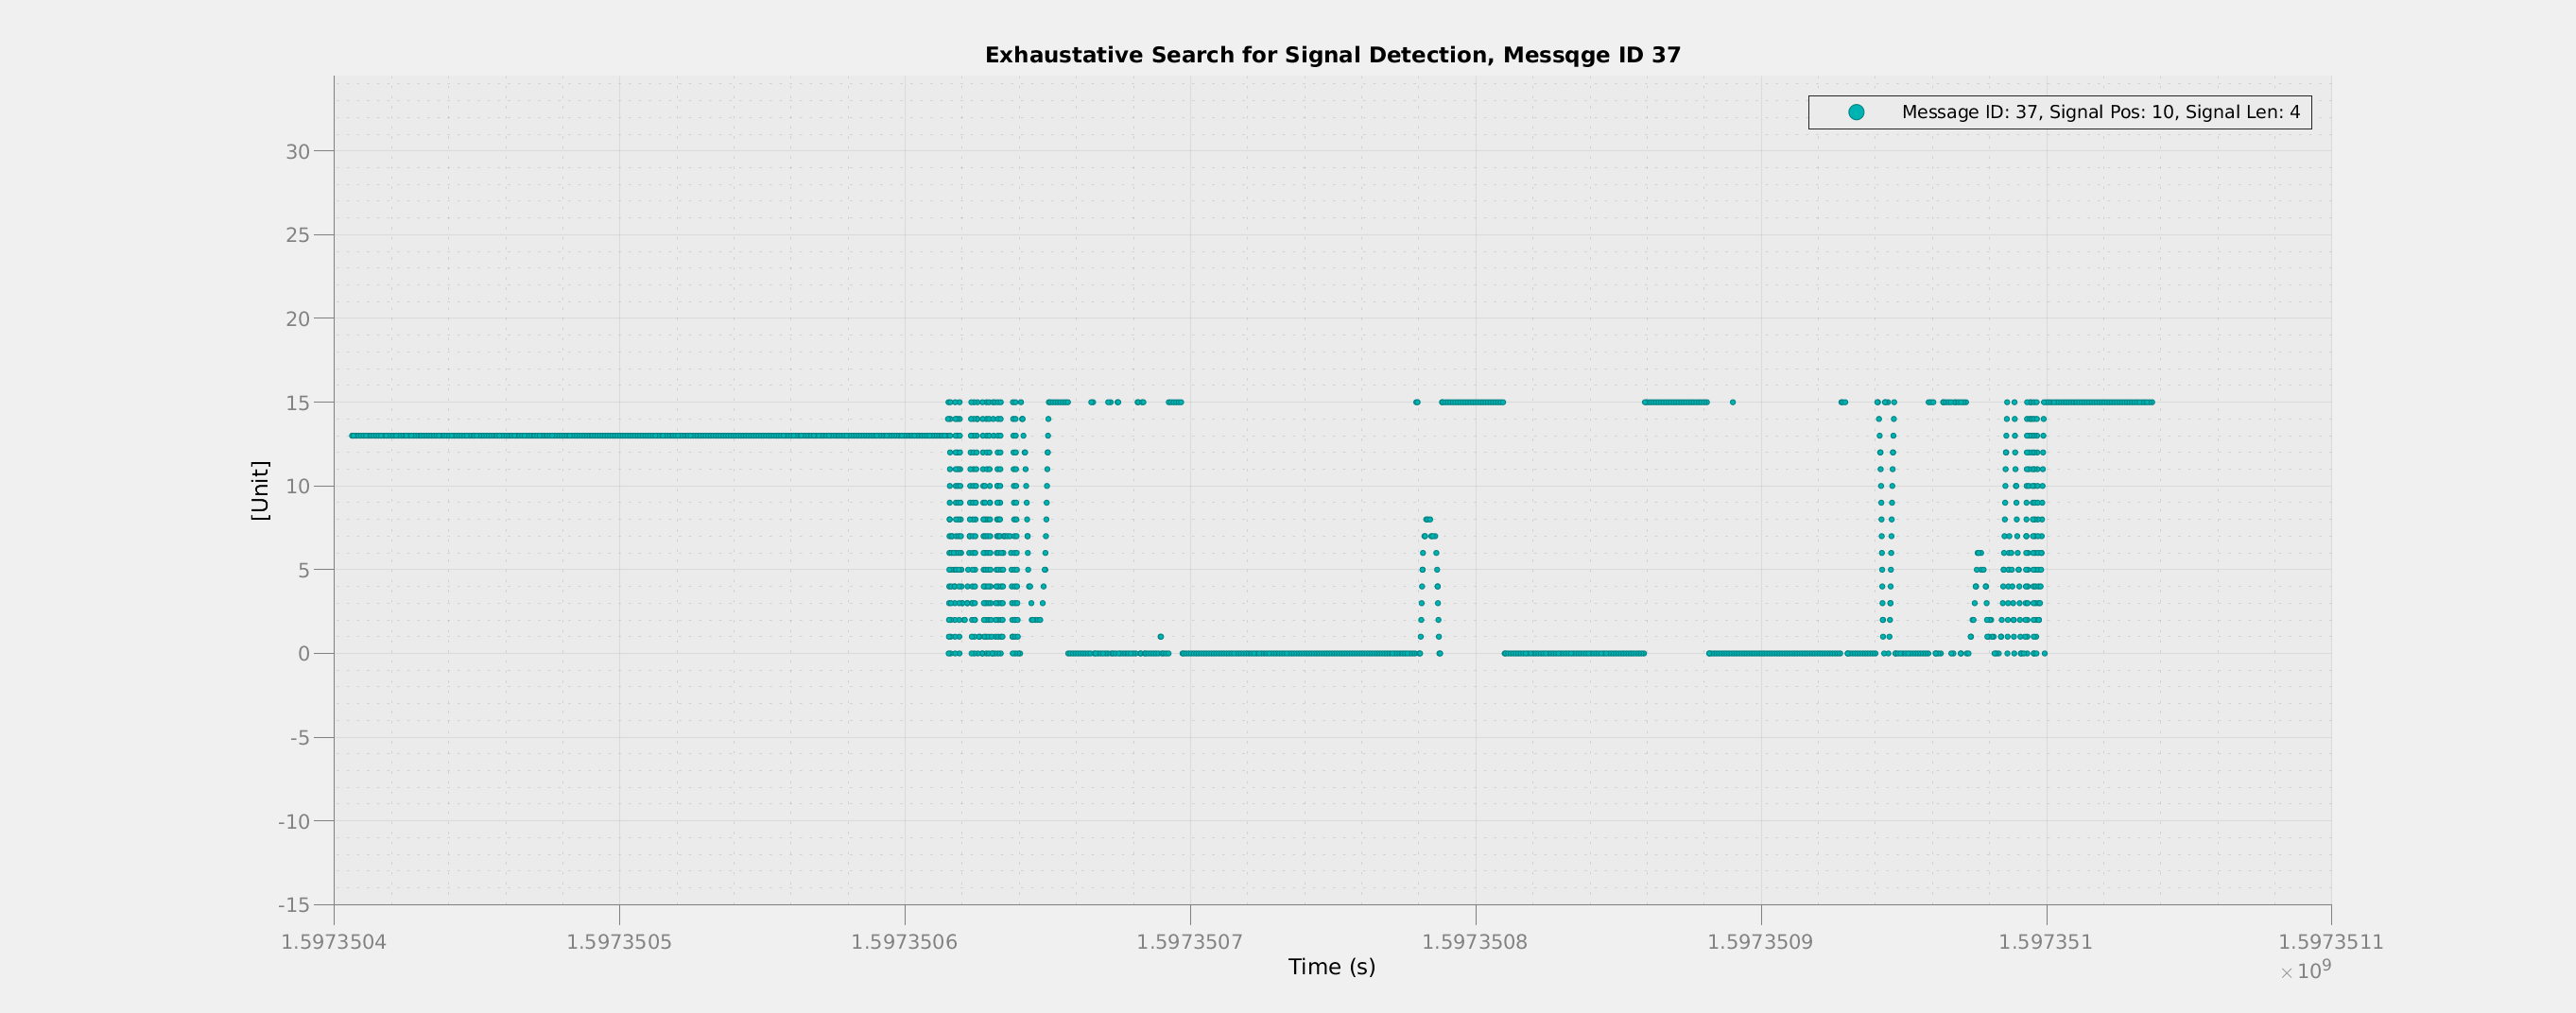 Exhaustative Search for Signal Detection, Messqge ID 37
Message ID: 37, Signal Pos: 10, Signal Len: 4
30
25
20
15
10
5
0
-5
-10
-15
[Unit]
1.5973504 1.5973505 1.5973506 1.5973507 1.5973508 1.5973509 1.597351 1.5973511
Time (s)
× 10⁹